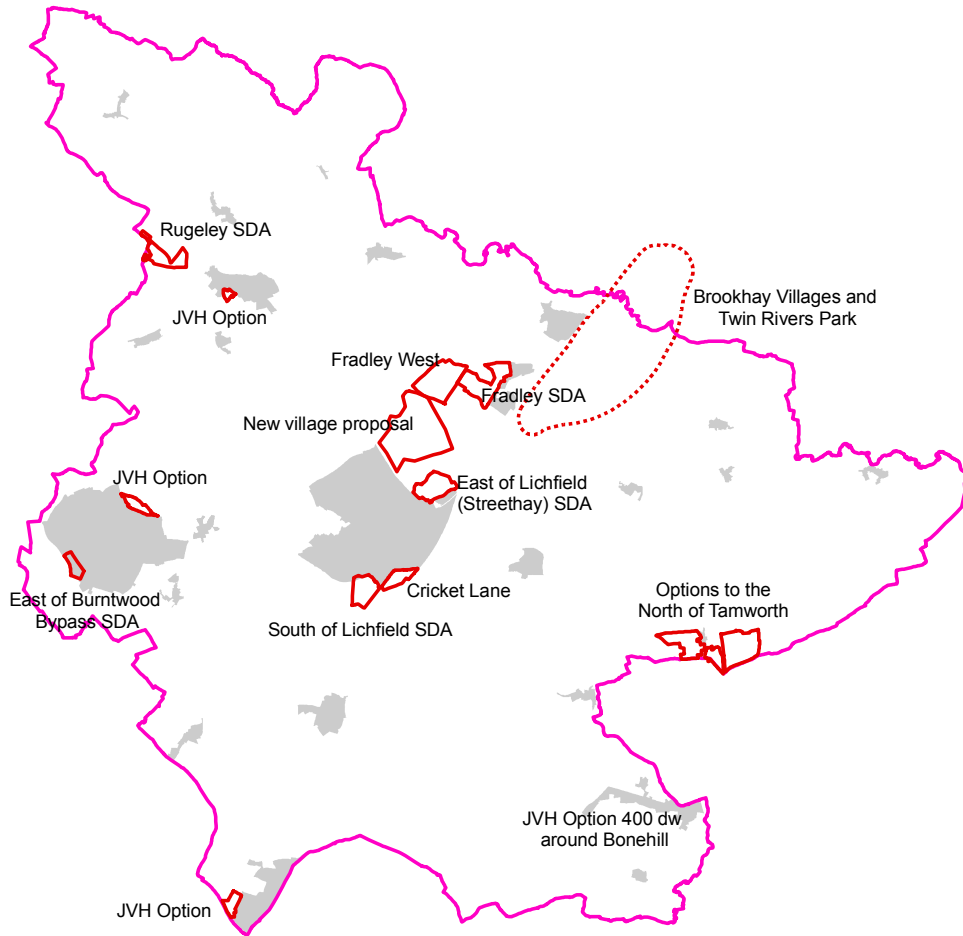 Rugeley SDA
JVH Option
Brookhay Villages and
Twin Rivers Park
Fradley West
Fradley SDA
New village proposal
JVH Option
East of Lichfield
(Streethay) SDA
Cricket Lane
Options to the
North of Tamworth
East of Burntwood
Bypass SDA
South of Lichfield SDA
JVH Option 400 dw
around Bonehill
JVH Option